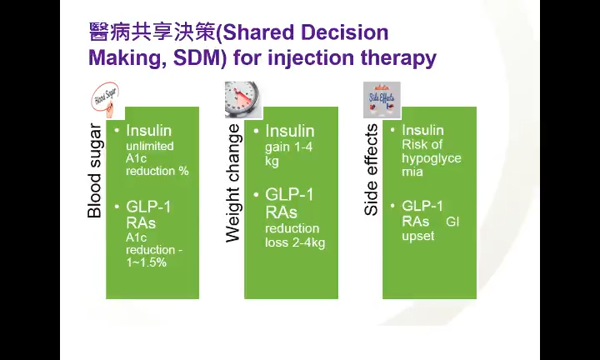 醫病共享決策(Shared Decision
Making, SDM) for injection therapy
Blood Sugar
Blood sugar
• Insulin
unlimited
A1c
reduction %
• GLP-1
RAs
A1c
reduction -
1~1.5%
Weight change
• Insulin
gain 1-4
kg
• GLP-1
RAs
reduction
loss 2-4kg
Side Effects
Side effects
• Insulin
Risk of
hypoglyce
mia
• GLP-1
RAs GI
upset